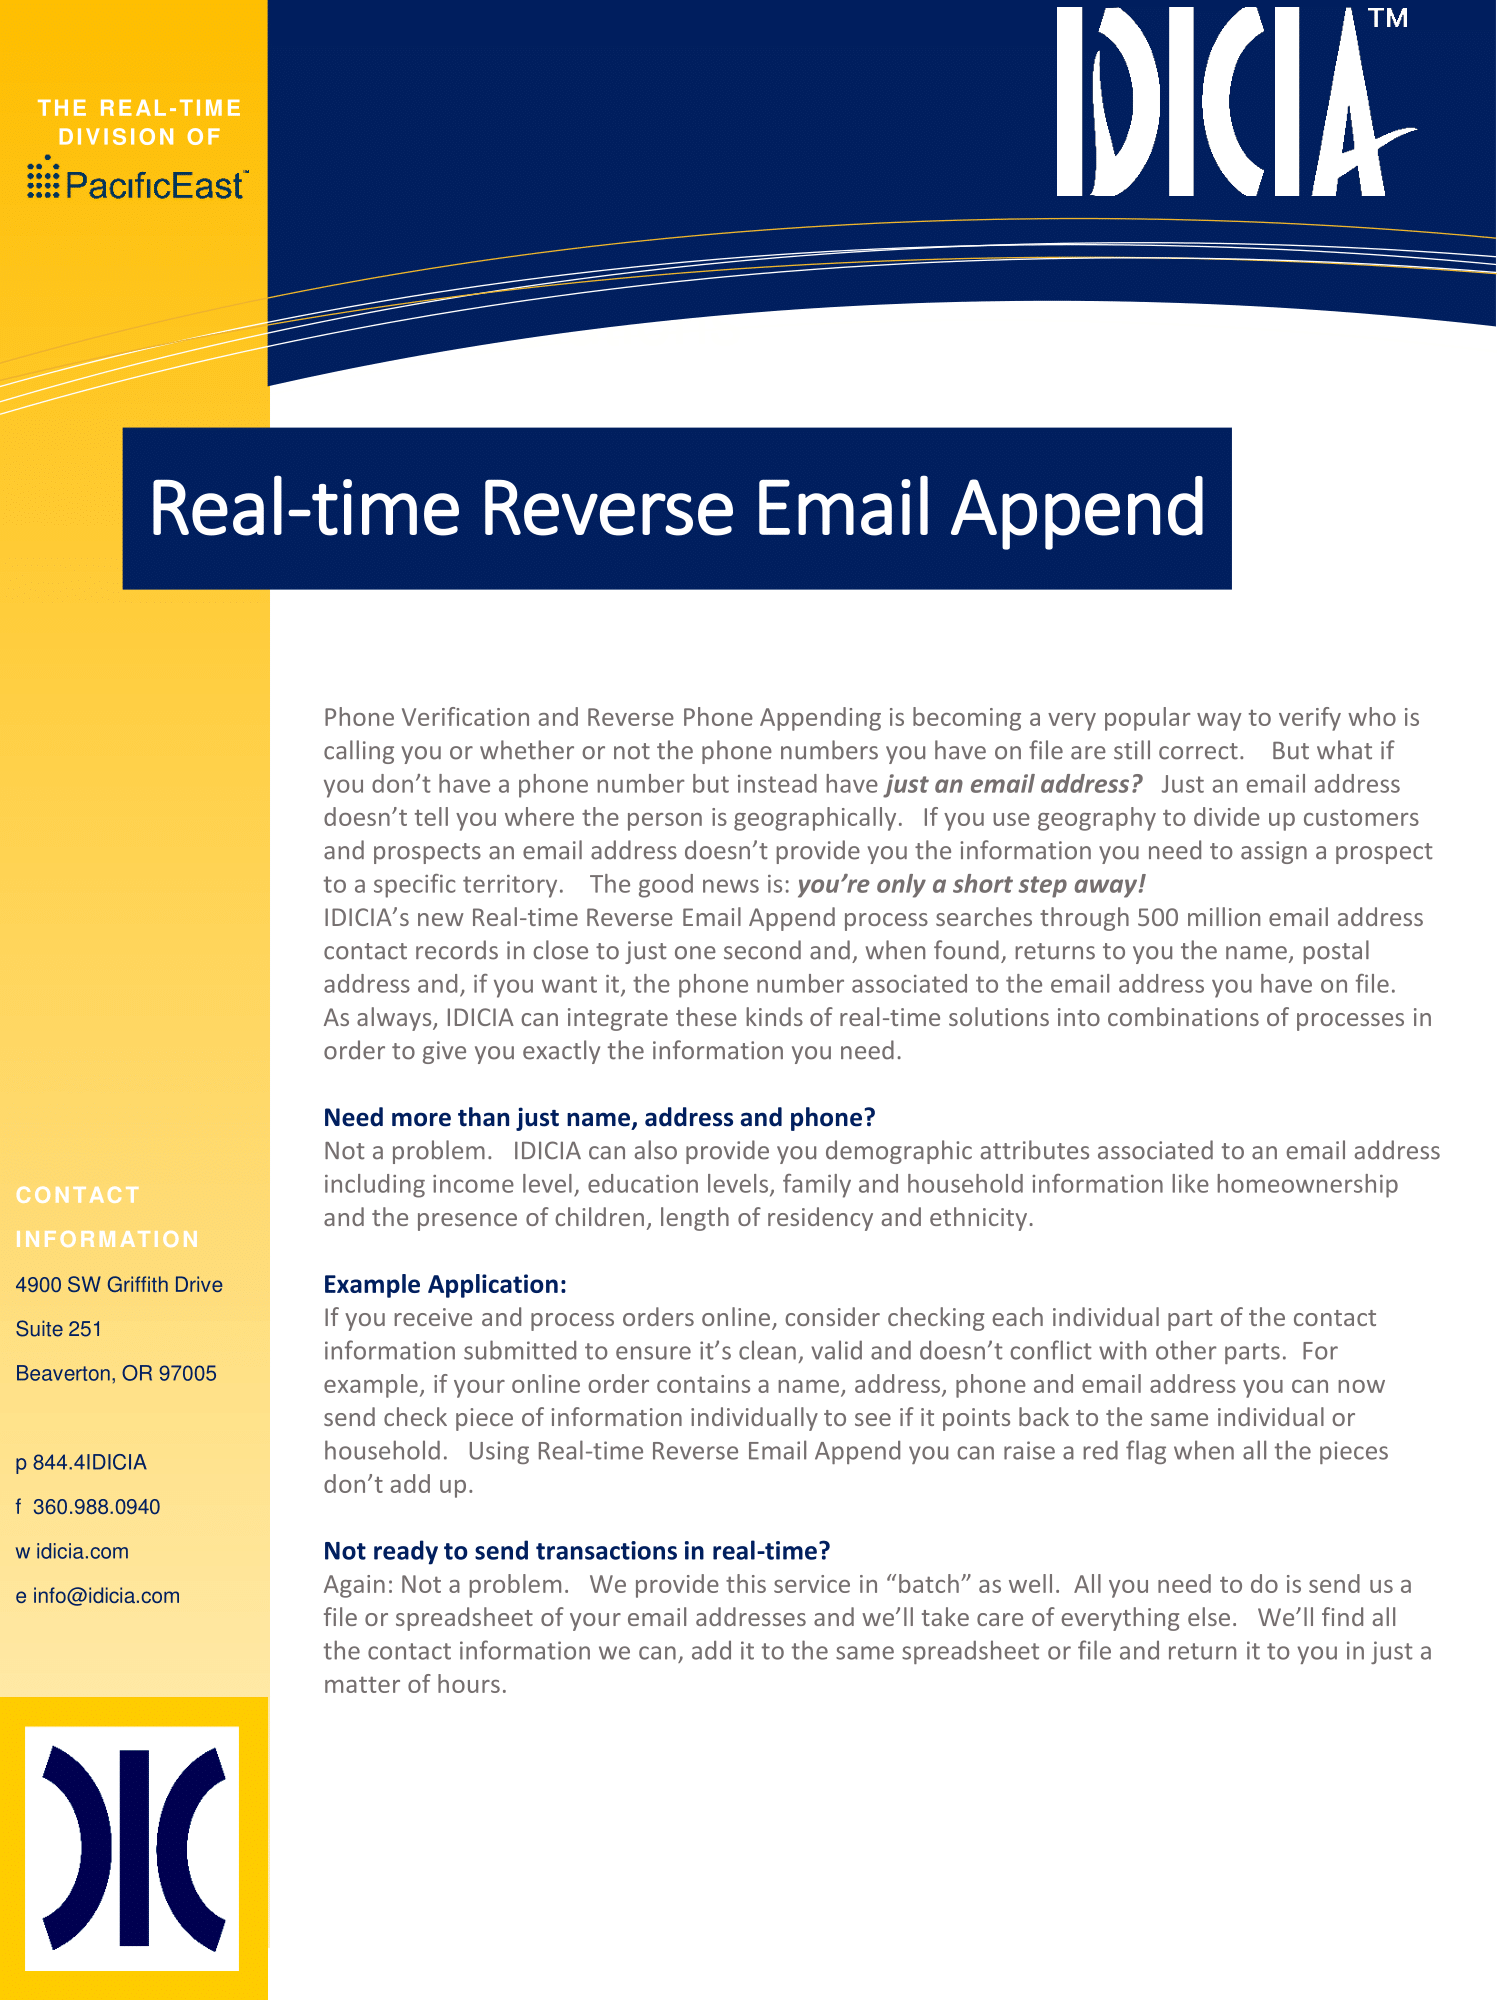 THE REAL-TIME
DIVISION OF
PacificEast™
IDICIA™
Real-time Reverse Email Append
Phone Verification and Reverse Phone Appending is becoming a very popular way to verify who is
calling you or whether or not the phone numbers you have on file are still correct. But what if
you don’t have a phone number but instead have just an email address? Just an email address
doesn’t tell you where the person is geographically. If you use geography to divide up customers
and prospects an email address doesn’t provide you the information you need to assign a prospect
to a specific territory. The good news is: you’re only a short step away!
IDICIA’s new Real-time Reverse Email Append process searches through 500 million email address
contact records in close to just one second and, when found, returns to you the name, postal
address and, if you want it, the phone number associated to the email address you have on file.
As always, IDICIA can integrate these kinds of real-time solutions into combinations of processes in
order to give you exactly the information you need.
Need more than just name, address and phone?
Not a problem. IDICIA can also provide you demographic attributes associated to an email address
including income level, education levels, family and household information like homeownership
and the presence of children, length of residency and ethnicity.
Example Application:
If you receive and process orders online, consider checking each individual part of the contact
information submitted to ensure it’s clean, valid and doesn’t conflict with other parts. For
example, if your online order contains a name, address, phone and email address you can now
send check piece of information individually to see if it points back to the same individual or
household. Using Real-time Reverse Email Append you can raise a red flag when all the pieces
don’t add up.
Not ready to send transactions in real-time?
Again: Not a problem. We provide this service in “batch” as well. All you need to do is send us a
file or spreadsheet of your email addresses and we’ll take care of everything else. We’ll find all
the contact information we can, add it to the same spreadsheet or file and return it to you in just a
matter of hours.
CONTACT
INFORMATION
4900 SW Griffith Drive
Suite 251
Beaverton, OR 97005
p 844.4IDICIA
f 360.988.0940
w idicia.com
e info@idicia.com